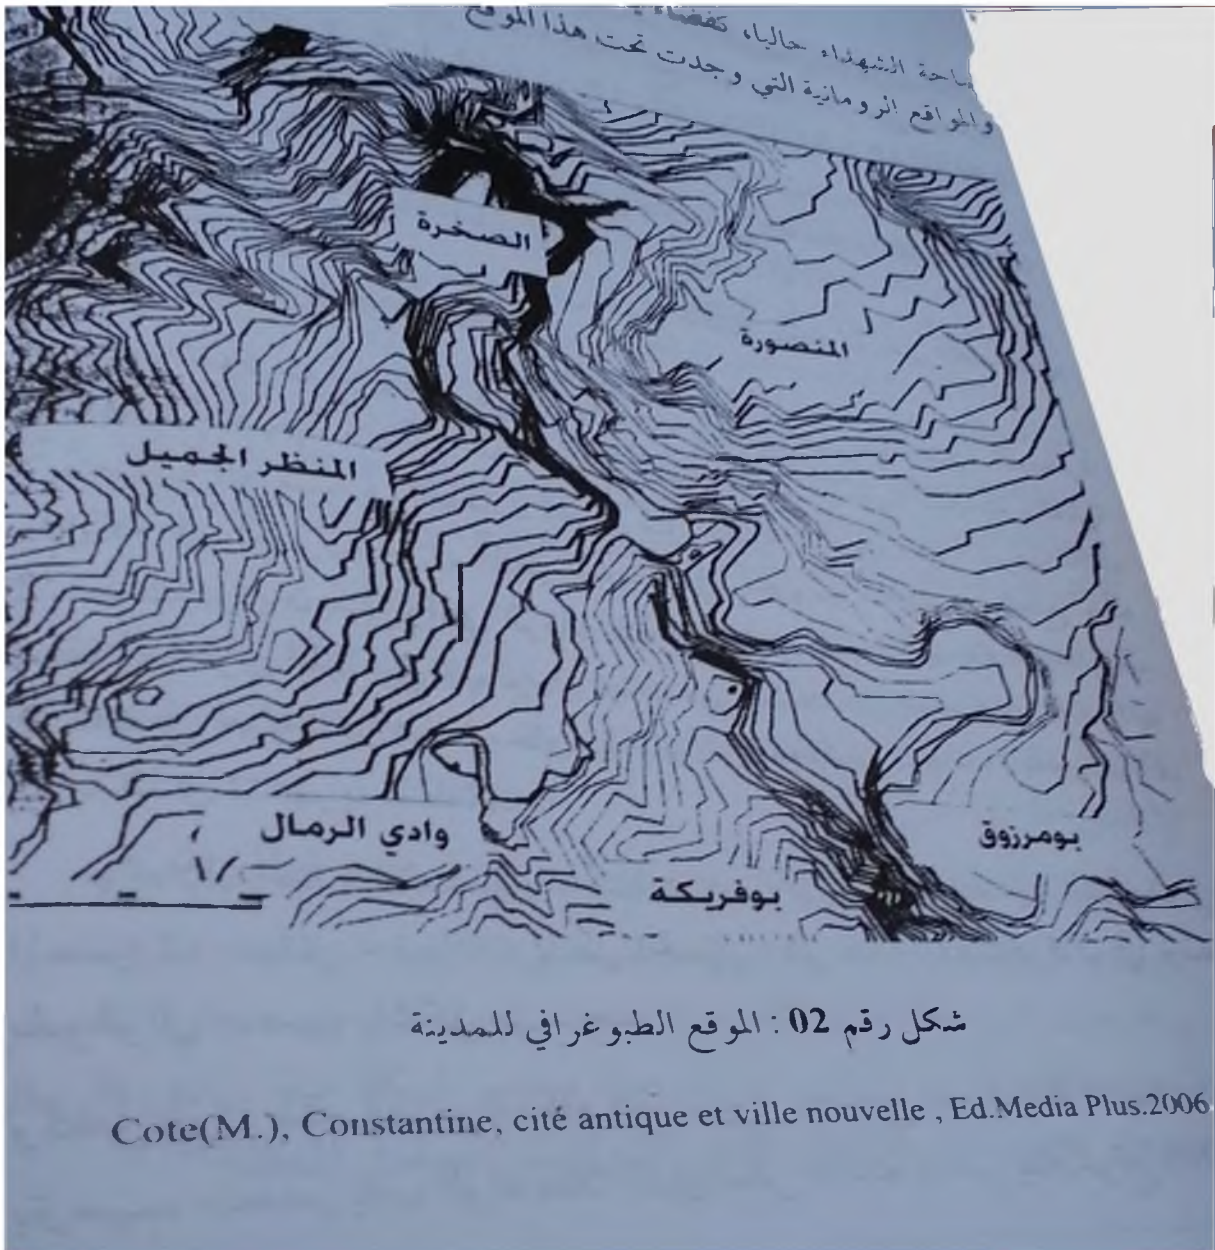 ساحة الشهداء حاليا، كفضاء
والمواقع الرومانية التي وجدت تحت هذا الموقع
الصخرة
المنصورة
المنظر الجميل
وادي الرمال
بومرزوق
بوفريكة
شكل رقم 02 : الموقع الطبوغرافي للمدينة
Cote(M.), Constantine, cité antique et ville nouvelle , Ed.Media Plus.2006